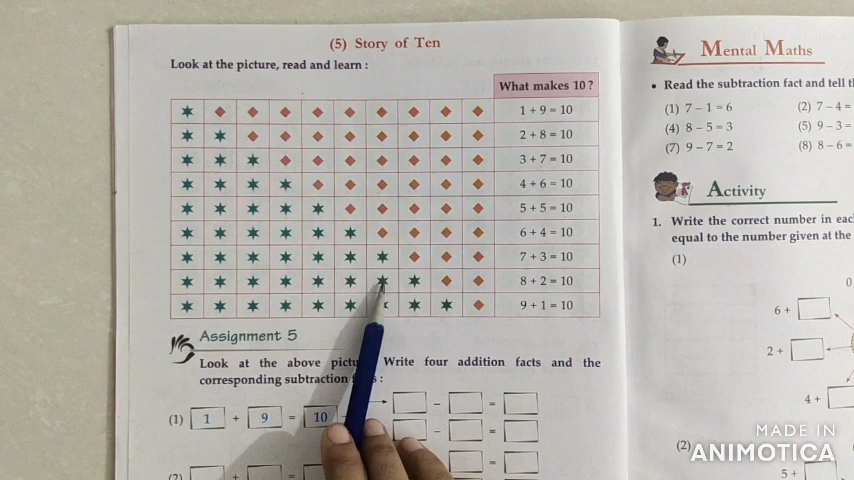 (5) Story of Ten
Look at the picture, read and learn :
What makes 10 ?
1 + 9 = 10
2 + 8 = 10
3 + 7 = 10
4 + 6 = 10
5 + 5 = 10
6 + 4 = 10
7 + 3 = 10
8 + 2 = 10
9 + 1 = 10
Assignment 5
Look at the above Write four addition facts and the
corresponding subtraction :
(1) 1 + 9 = 10 - =
- =
=
+ =
Mental Maths
• Read the subtraction fact and tell
(1) 7 – 1 = 6 (2) 7 – 4 =
(4) 8 – 5 = 3 (5) 9 – 3 =
(7) 9 – 7 = 2 (8) 8 – 6 =
Activity
1. Write the correct number in
equal to the number given at the
(1)
0
6 +
2 +
4 +
(2)
5 +
MADE IN
ANIMOTICA